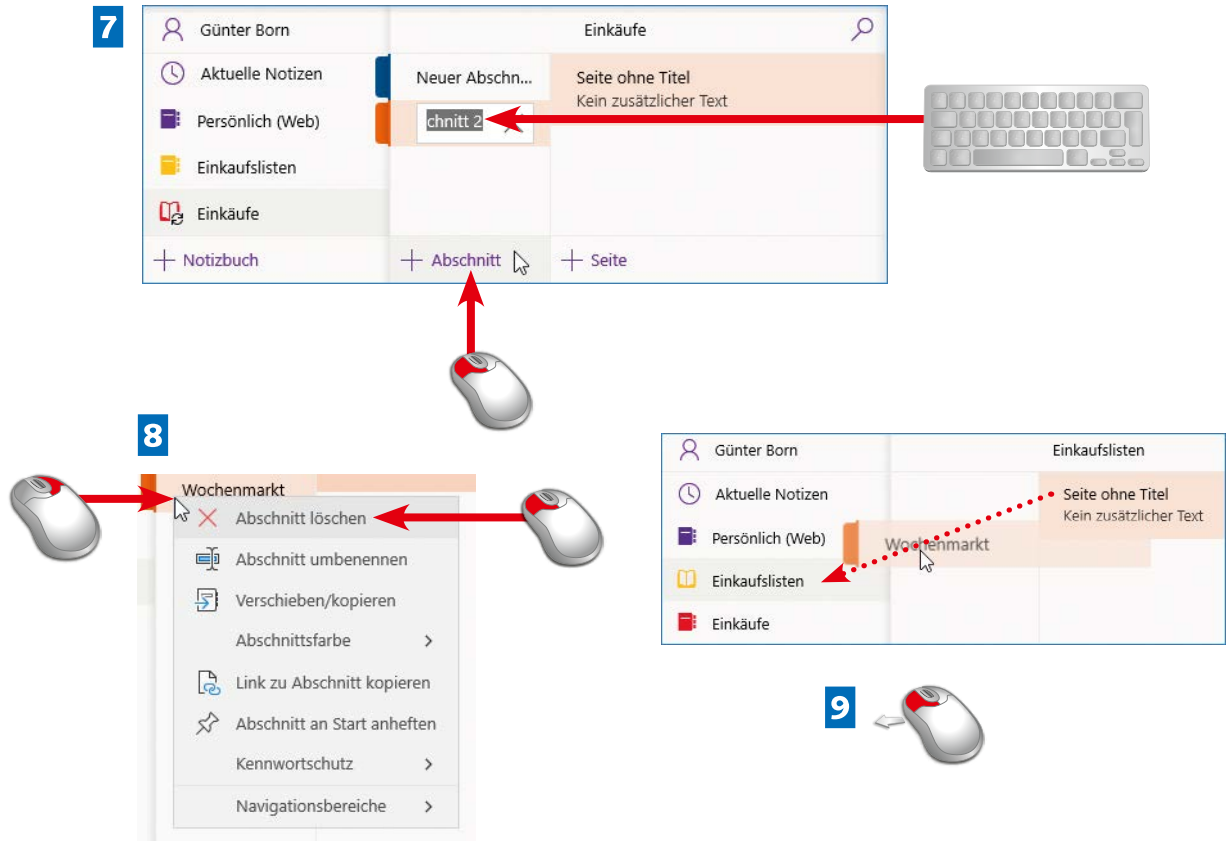 7
Günter Born
Einkäufe
Aktuelle Notizen
Neuer Abschn...
Seite ohne Titel
Kein zusätzlicher Text
Persönlich (Web)
chnitt 2
Einkaufslisten
Einkäufe
+ Notizbuch
+ Abschnitt
+ Seite
8
Wochenmarkt
Abschnitt löschen
Abschnitt umbenennen
Verschieben/kopieren
Abschnittsfarbe >
Link zu Abschnitt kopieren
Abschnitt an Start anheften
Kennwortschutz >
Navigationsbereiche >
Günter Born
Einkaufslisten
Aktuelle Notizen
Seite ohne Titel
Kein zusätzlicher Text
Persönlich (Web)
Wochenmarkt
Einkaufslisten
Einkäufe
9